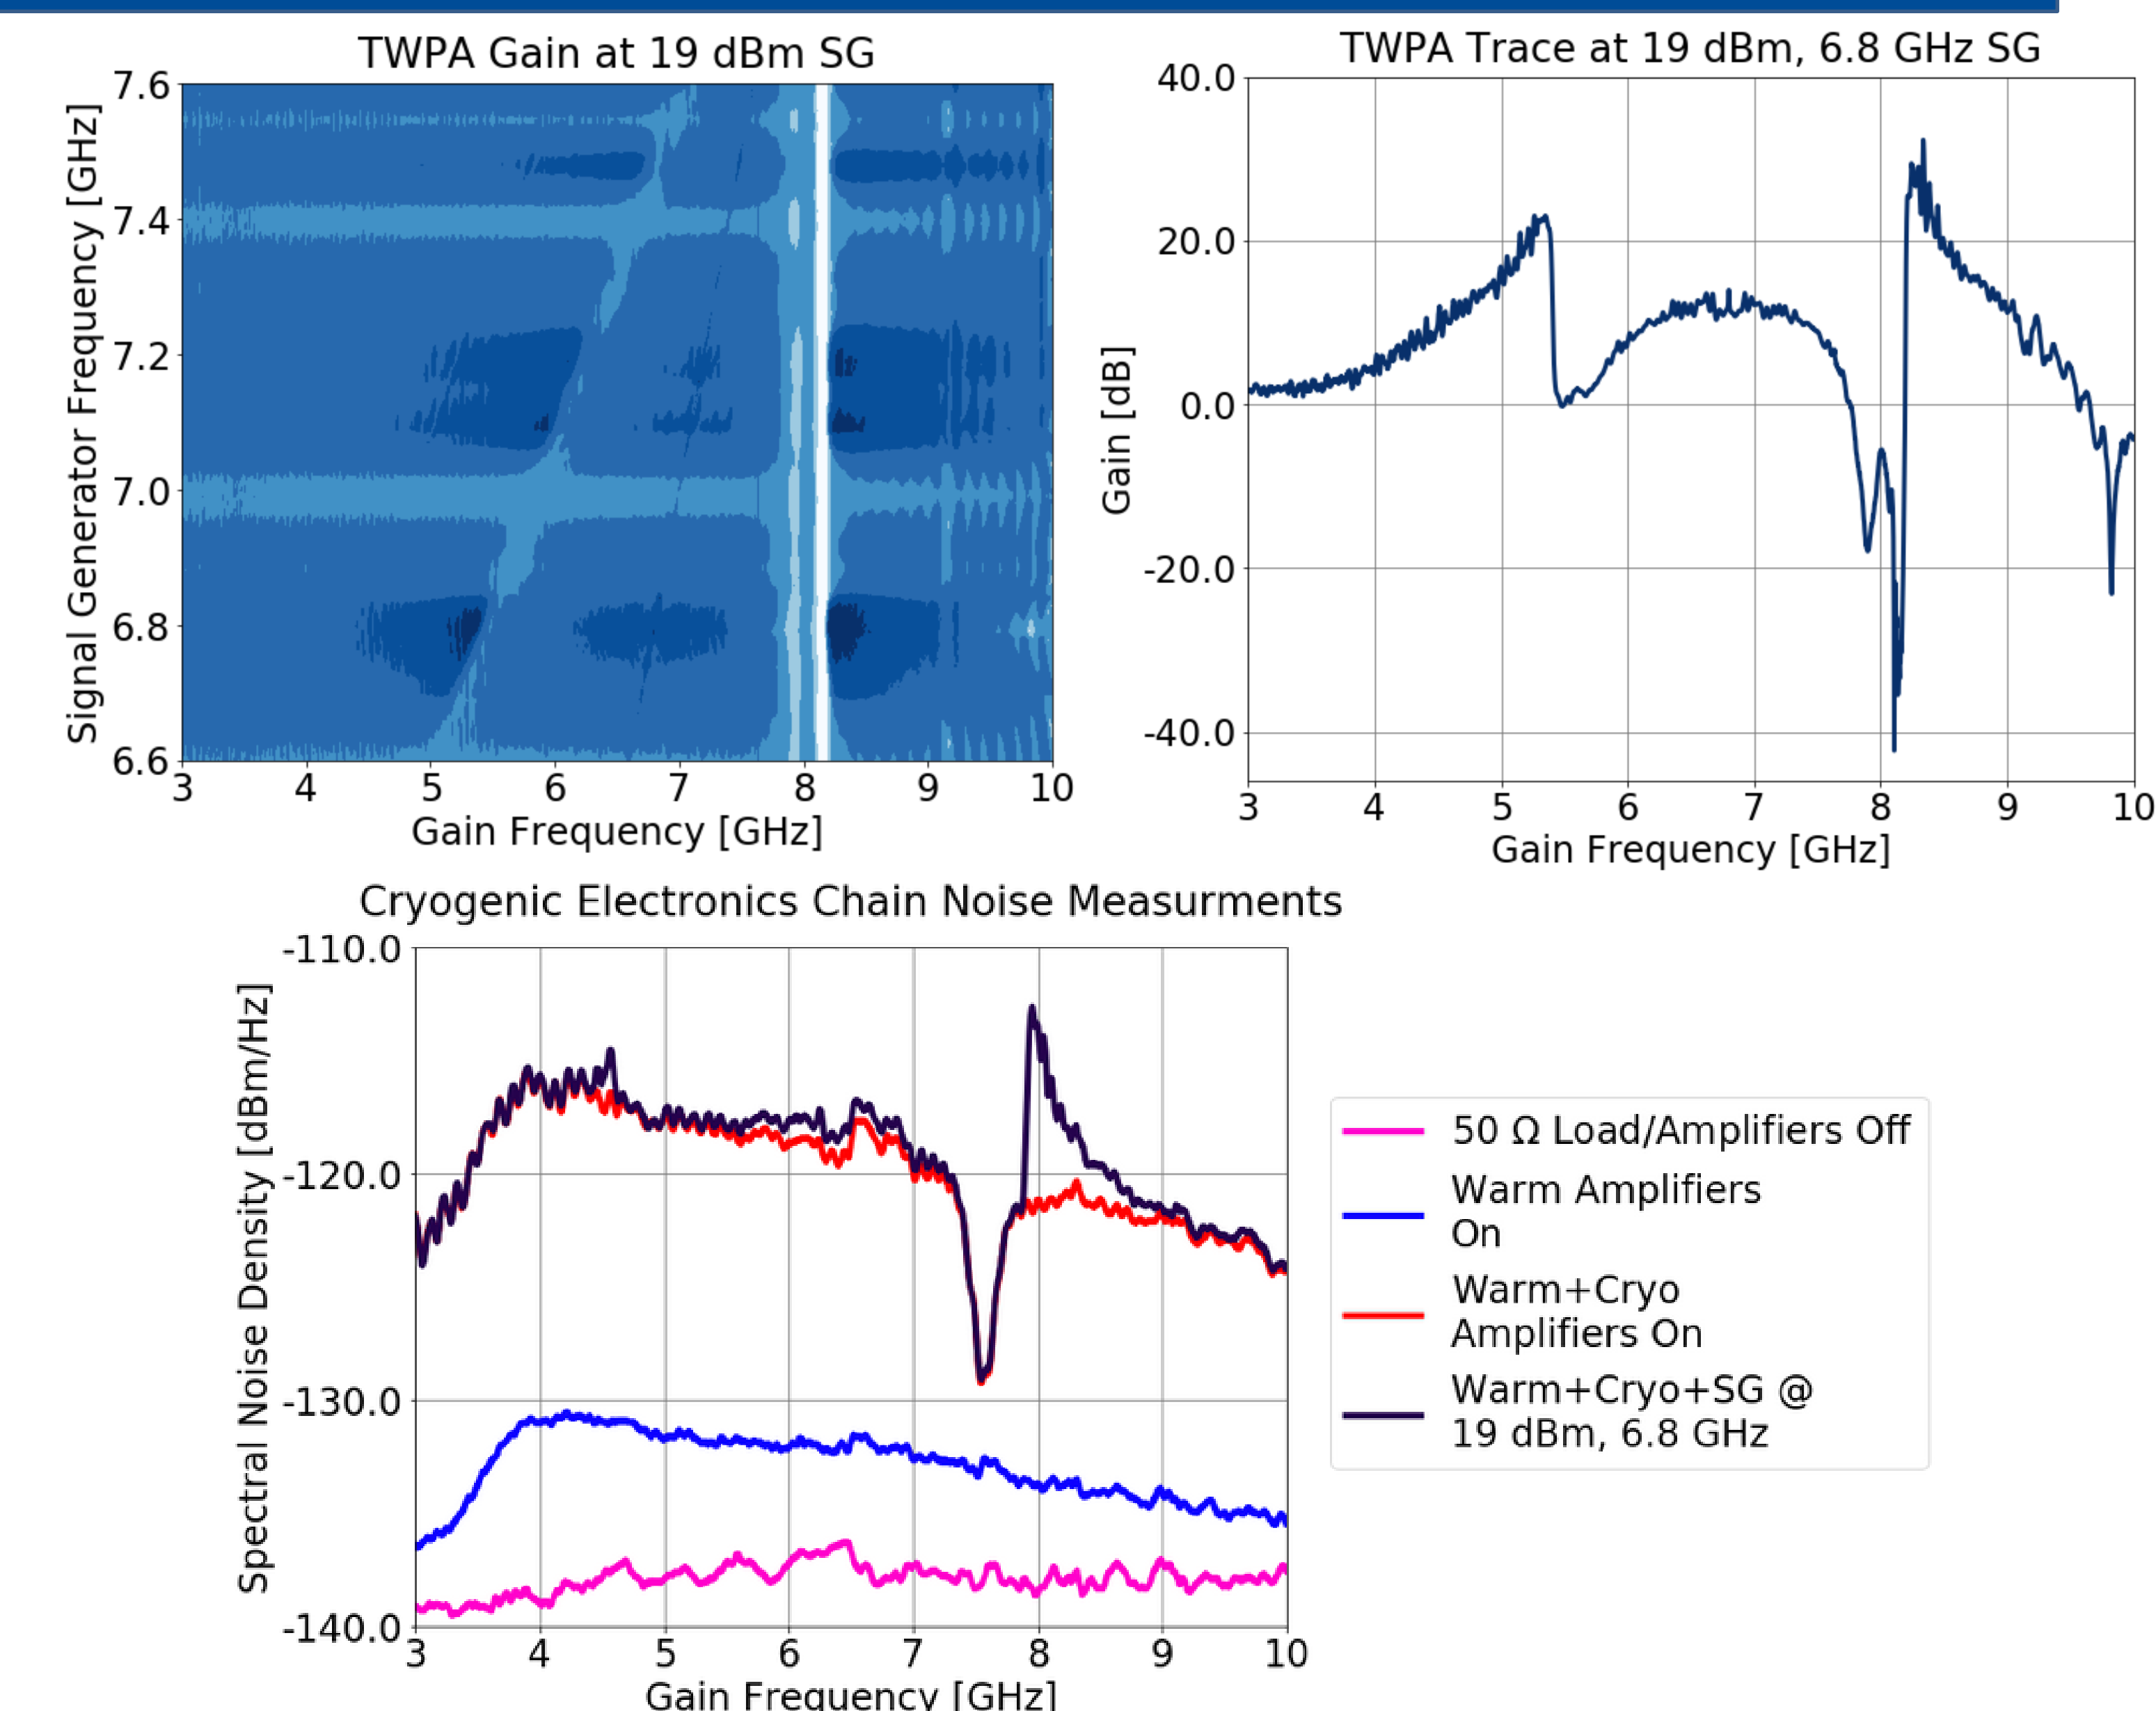 TWPA Gain at 19 dBm SG
Signal Generator Frequency [GHz]
7.6
7.4
7.2
7.0
6.8
6.6
3 4 5 6 7 8 9 10
Gain Frequency [GHz]
TWPA Trace at 19 dBm, 6.8 GHz SG
Gain [dB]
40.0
20.0
0.0
-20.0
-40.0
3 4 5 6 7 8 9 10
Gain Frequency [GHz]
Cryogenic Electronics Chain Noise Measurments
Spectral Noise Density [dBm/Hz]
-110.0
-120.0
-130.0
-140.0
3 4 5 6 7 8 9 10
Gain Frequency [GHz]
50 Ω Load/Amplifiers Off
Warm Amplifiers
On
Warm+Cryo
Amplifiers On
Warm+Cryo+SG @
19 dBm, 6.8 GHz